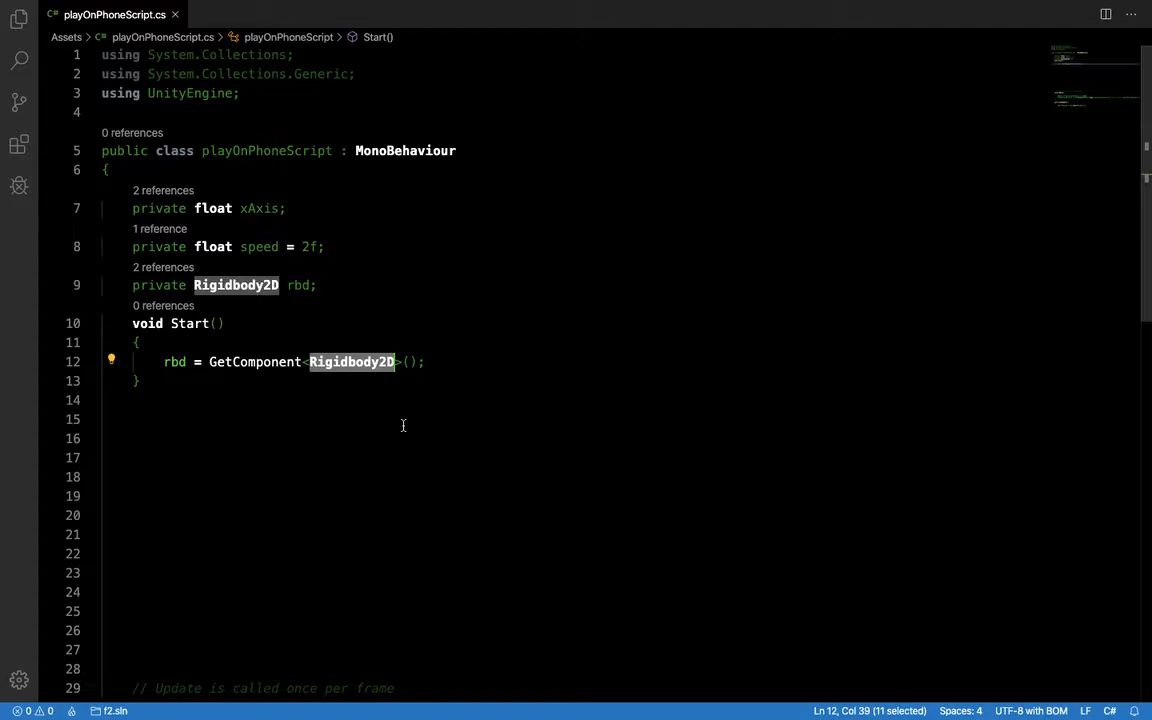 playOnPhoneScript.cs
Assets > playOnPhoneScript.cs > playOnPhoneScript > Start()
1 using System.Collections;
2 using System.Collections.Generic;
3 using UnityEngine;
4
0 references
5 public class playOnPhoneScript : MonoBehaviour
6 {
2 references
7 private float xAxis;
1 reference
8 private float speed = 2f;
2 references
9 private Rigidbody2D rbd;
0 references
10 void Start()
11 {
12 rbd = GetComponent<Rigidbody2D>();
13 }
14
15
16
17
18
19
20
21
22
23
24
25
26
27
28
29 // Update is called once per frame
0 0 f2.sln Ln 12, Col 39 (11 selected) Spaces: 4 UTF-8 with BOM LF C#